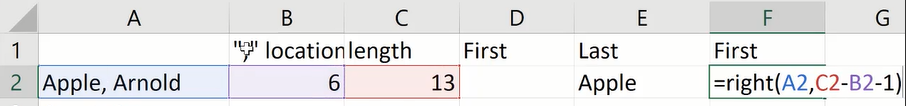 A B C D E F G
1 "," location length First Last First
2 Apple, Arnold 6 13 Apple =right(A2,C2-B2-1)